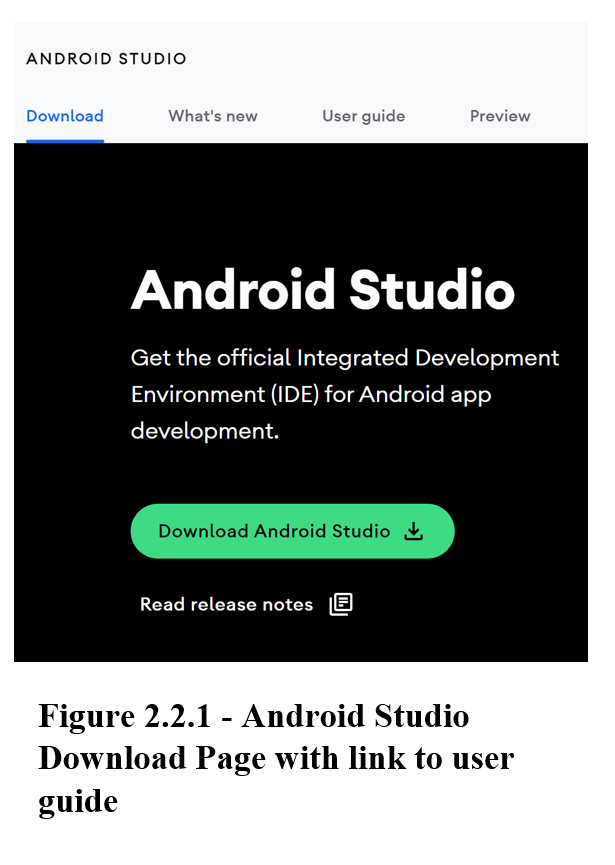 ANDROID STUDIO
Download What's new User guide Preview
Android Studio
Get the official Integrated Development
Environment (IDE) for Android app
development.
Download Android Studio
Read release notes
Figure 2.2.1 - Android Studio
Download Page with link to user
guide